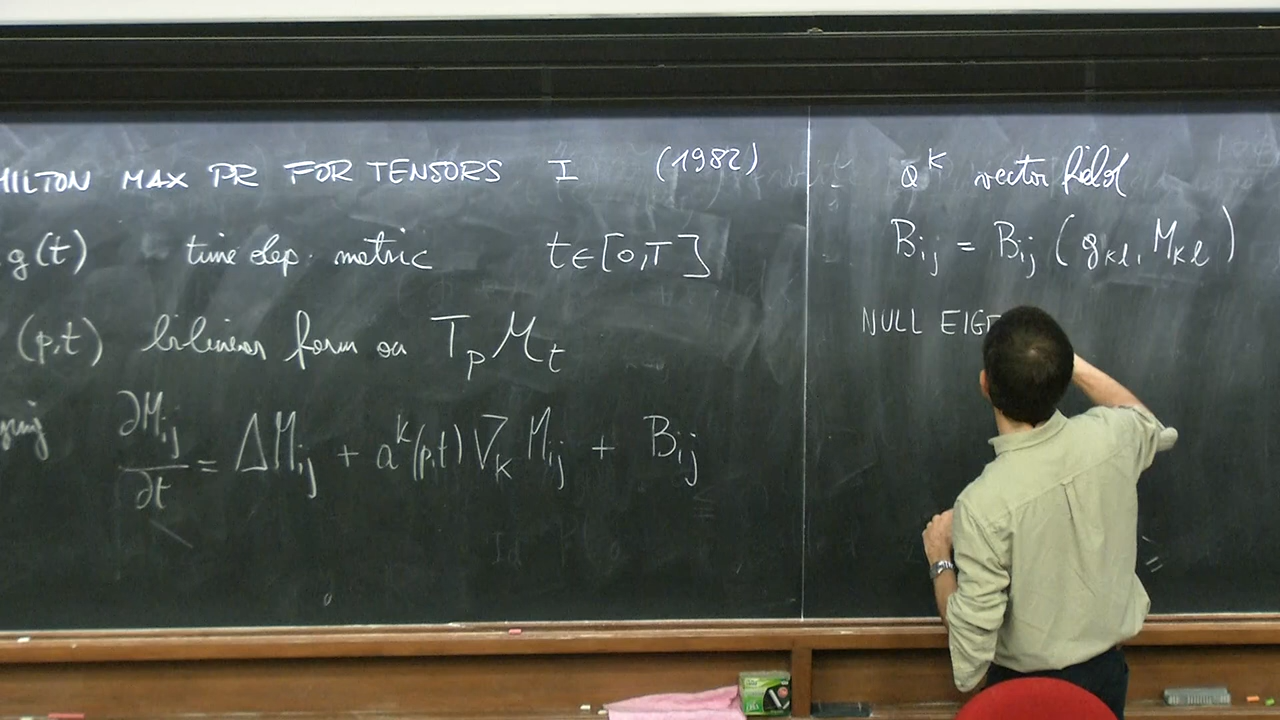 MILTON MAX PR FOR TENSORS I (1982)
g(t) time dep. metric t∈[0,T]
(p,t) bilinear form on T_p M_t
∂M_ij/∂t = ΔM_ij + a^k(p,t) ∇_k M_ij + B_ij
Q^K vector field
B_ij = B_ij (g_kl, M_kl)
NULL EIGE